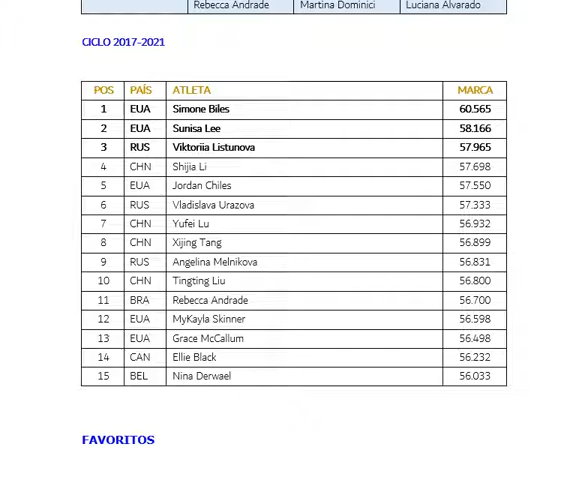 Rebecca Andrade Martina Dominici Luciana Alvarado
CICLO 2017-2021
POS PAÍS ATLETA MARCA
1 EUA Simone Biles 60.565
2 EUA Sunisa Lee 58.166
3 RUS Viktoriia Listunova 57.965
4 CHN Shijia Li 57.698
5 EUA Jordan Chiles 57.550
6 RUS Vladislava Urazova 57.333
7 CHN Yufei Lu 56.932
8 CHN Xijing Tang 56.899
9 RUS Angelina Melnikova 56.831
10 CHN Tingting Liu 56.800
11 BRA Rebecca Andrade 56.700
12 EUA MyKayla Skinner 56.598
13 EUA Grace McCallum 56.498
14 CAN Ellie Black 56.232
15 BEL Nina Derwael 56.033
FAVORITOS